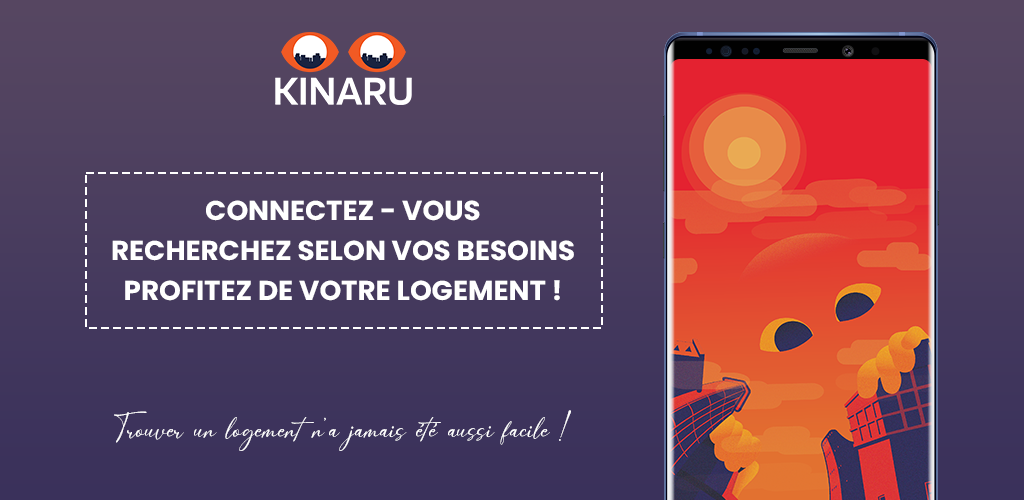 KINARU
CONNECTEZ - VOUS
RECHERCHEZ SELON VOS BESOINS
PROFITEZ DE VOTRE LOGEMENT !
Trouver un logement n'a jamais été aussi facile !